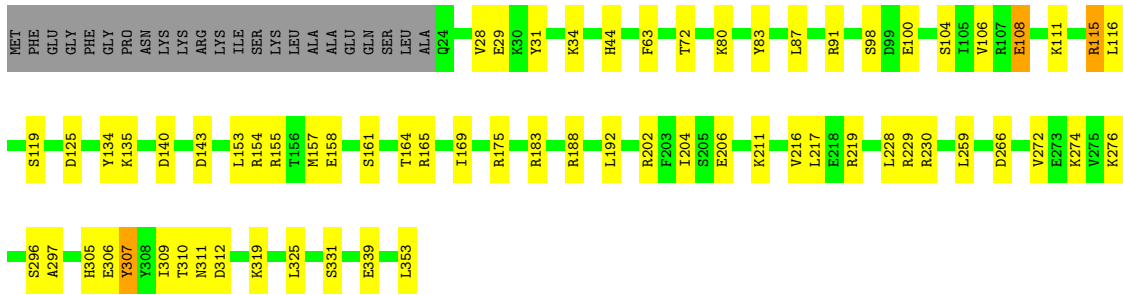 MET PHE GLU GLY PHE GLY PRO ASN LYS LYS ARG LYS ILE SER LYS LEU ALA ALA GLU GLN SER LEU ALA Q24 V28 E29 K30 Y31 K34 H44 F63 T72 K80 Y83 L87 R91 S98 D99 E100 S104 I105 V106 R107 E108 K111 R115 L116
S119 D125 Y134 K135 D140 D143 L153 R154 R155 T156 M157 E158 S161 T164 R165 I169 R175 R183 R188 L192 R202 F203 I204 S205 E206 K211 V216 L217 E218 R219 L228 R229 R230 L259 D266 V272 E273 K274 V275 K276
S296 A297 H305 E306 Y307 Y308 I309 T310 N311 D312 K319 L325 S331 E339 L353